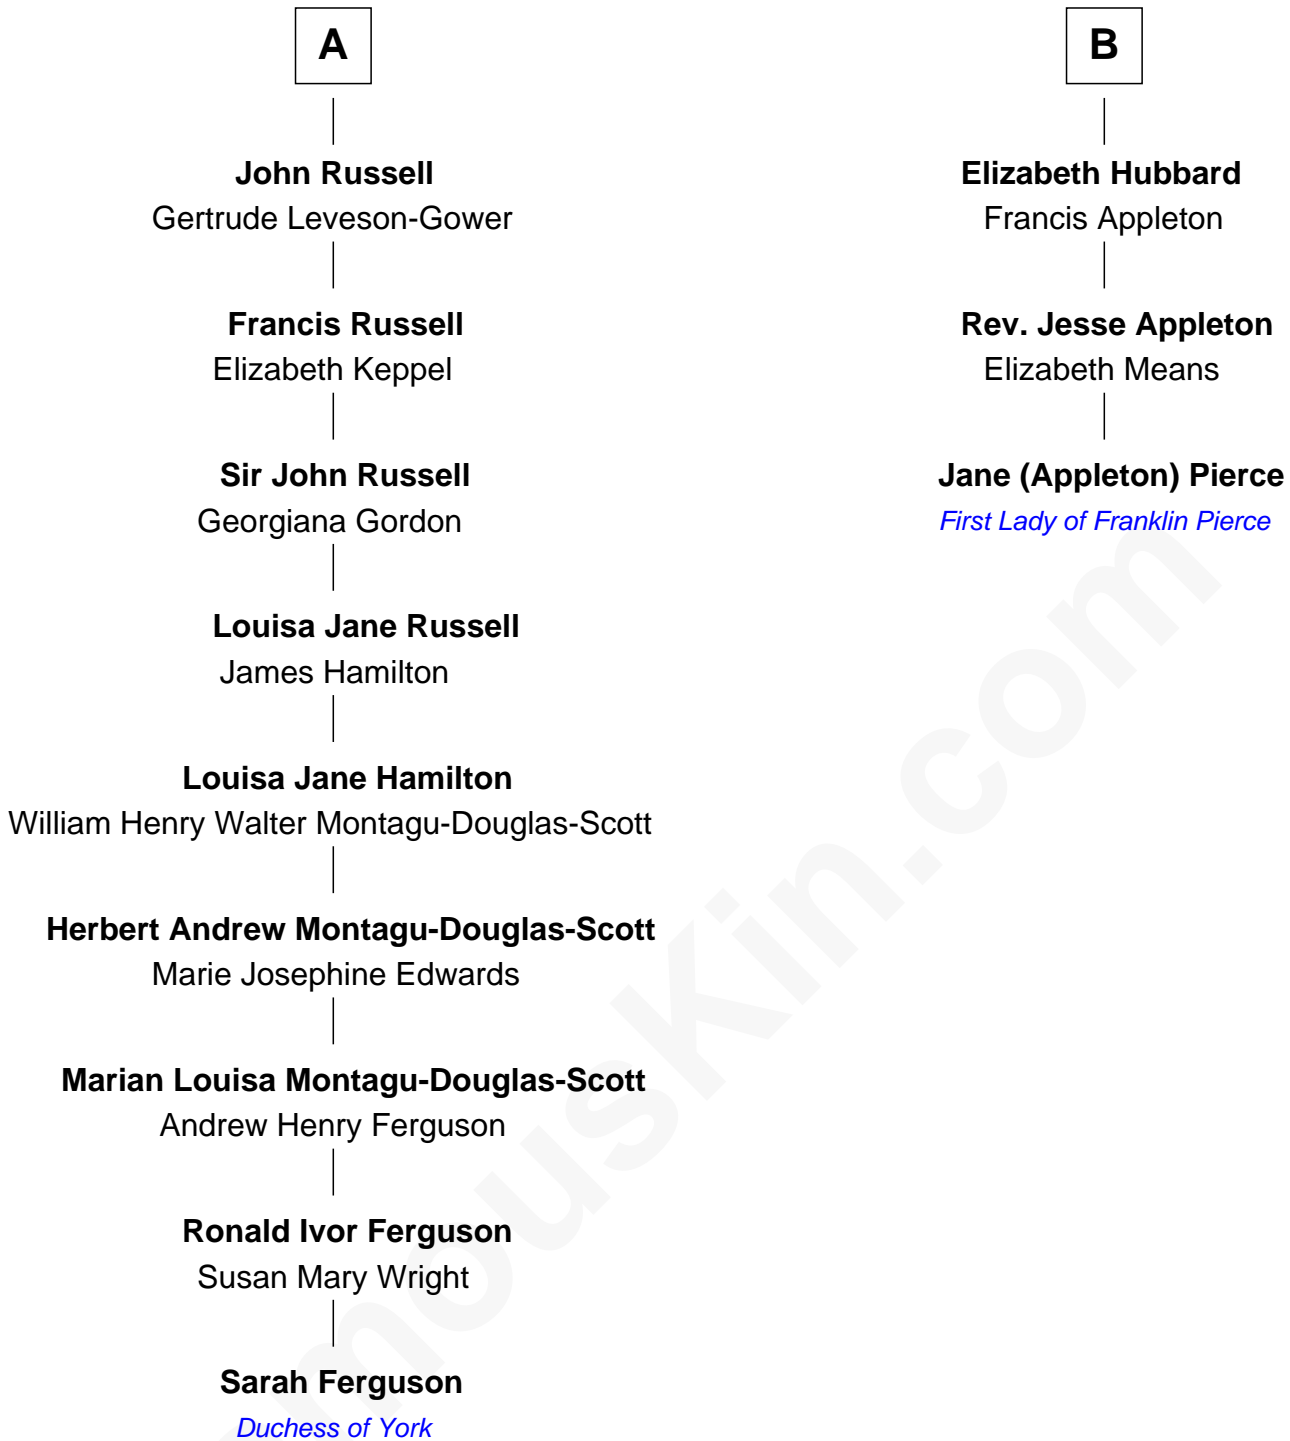 A
John Russell
Gertrude Leveson-Gower
Francis Russell
Elizabeth Keppel
Sir John Russell
Georgiana Gordon
Louisa Jane Russell
James Hamilton
Louisa Jane Hamilton
William Henry Walter Montagu-Douglas-Scott
Herbert Andrew Montagu-Douglas-Scott
Marie Josephine Edwards
Marian Louisa Montagu-Douglas-Scott
Andrew Henry Ferguson
Ronald Ivor Ferguson
Susan Mary Wright
Sarah Ferguson
Duchess of York
B
Elizabeth Hubbard
Francis Appleton
Rev. Jesse Appleton
Elizabeth Means
Jane (Appleton) Pierce
First Lady of Franklin Pierce
mousKin.com